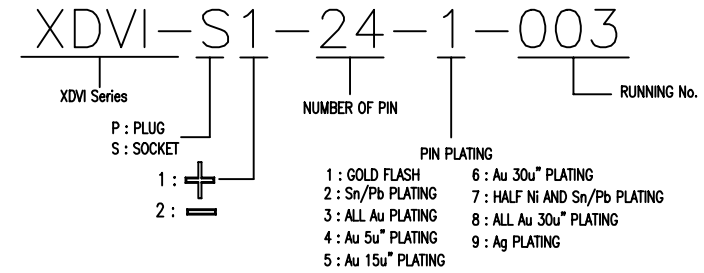 XDVI-S1-24-1-003
XDVI Series
NUMBER OF PIN
RUNNING No.
P : PLUG
S : SOCKET
1 :
2 :
PIN PLATING
1 : GOLD FLASH
2 : Sn/Pb PLATING
3 : ALL Au PLATING
4 : Au 5u" PLATING
5 : Au 15u" PLATING
6 : Au 30u" PLATING
7 : HALF Ni AND Sn/Pb PLATING
8 : ALL Au 30u" PLATING
9 : Ag PLATING